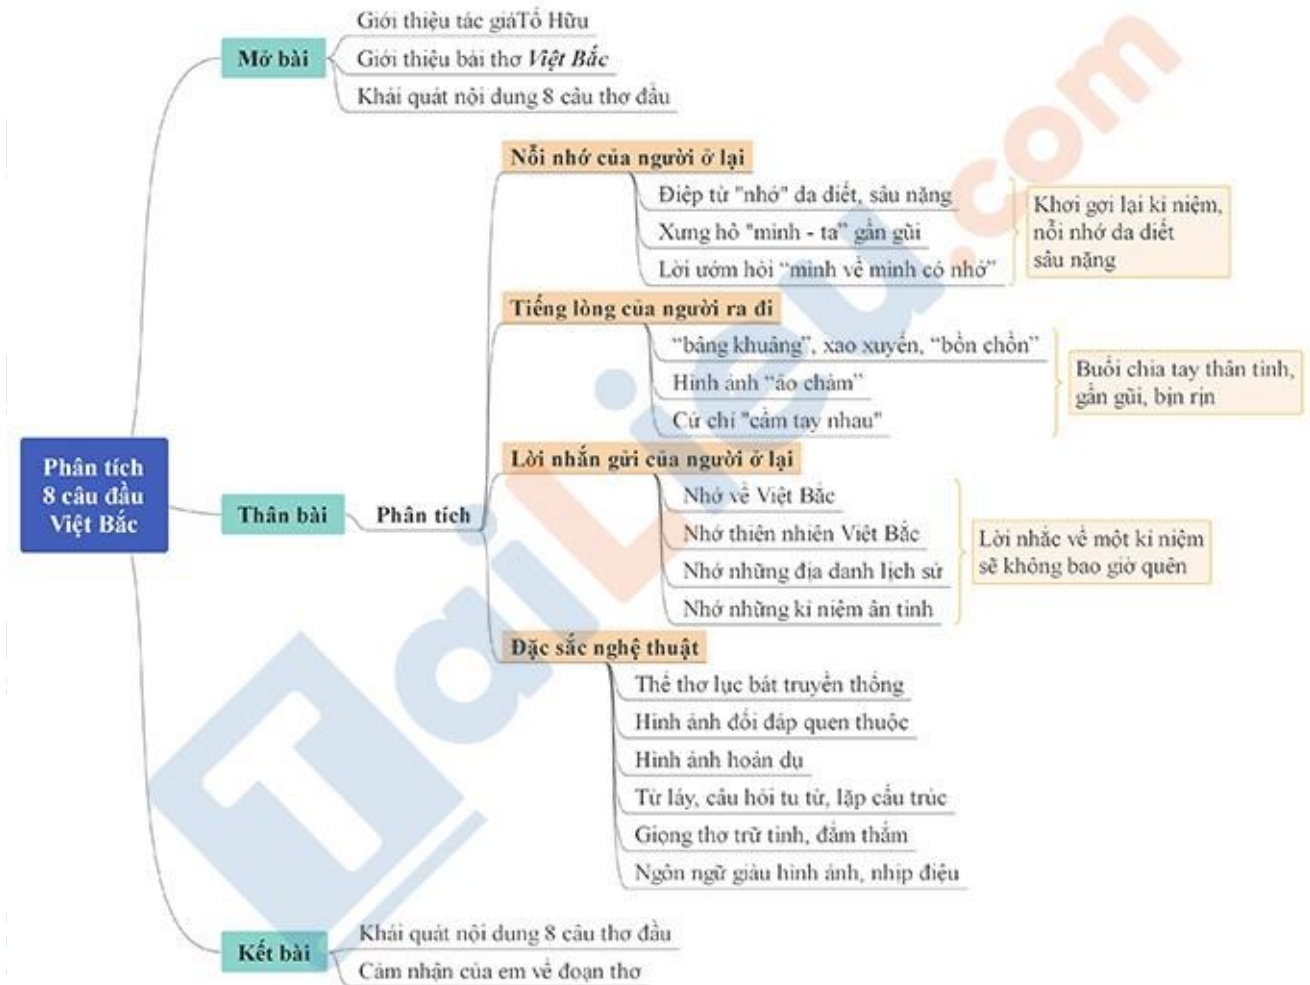 Mở bài
Giới thiệu tác giảTố Hữu
Giới thiệu bài thơ Việt Bắc
Khái quát nội dung 8 câu thơ đầu
Phân tích
8 câu đầu
Việt Bắc
Thân bài
Phân tích
Nỗi nhớ của người ở lại
Điệp từ "nhớ" da diết, sâu nặng
Xưng hô "mình - ta” gần gũi
Lời ướm hỏi “mình về mình có nhớ”
Khơi gợi lại kỉ niệm,
nỗi nhớ da diết
sâu nặng
Tiếng lòng của người ra đi
“bâng khuâng”, xao xuyến, “bồn chồn”
Hình ảnh “áo chàm”
Cử chỉ "cầm tay nhau"
Buổi chia tay thân tình,
gần gũi, bịn rịn
Lời nhắn gửi của người ở lại
Nhớ về Việt Bắc
Nhớ thiên nhiên Việt Bắc
Nhớ những địa danh lịch sử
Nhớ những kỉ niệm ân tình
Lời nhắc về một kỉ niệm
sẽ không bao giờ quên
Đặc sắc nghệ thuật
Thể thơ lục bát truyền thống
Hình ảnh đối đáp quen thuộc
Hình ảnh hoán dụ
Từ láy, câu hỏi tu từ, lặp cấu trúc
Giọng thơ trữ tình, đằm thắm
Ngôn ngữ giàu hình ảnh, nhịp điệu
Kết bài
Khái quát nội dung 8 câu thơ đầu
Cảm nhận của em về đoạn thơ
TaiLieu.com